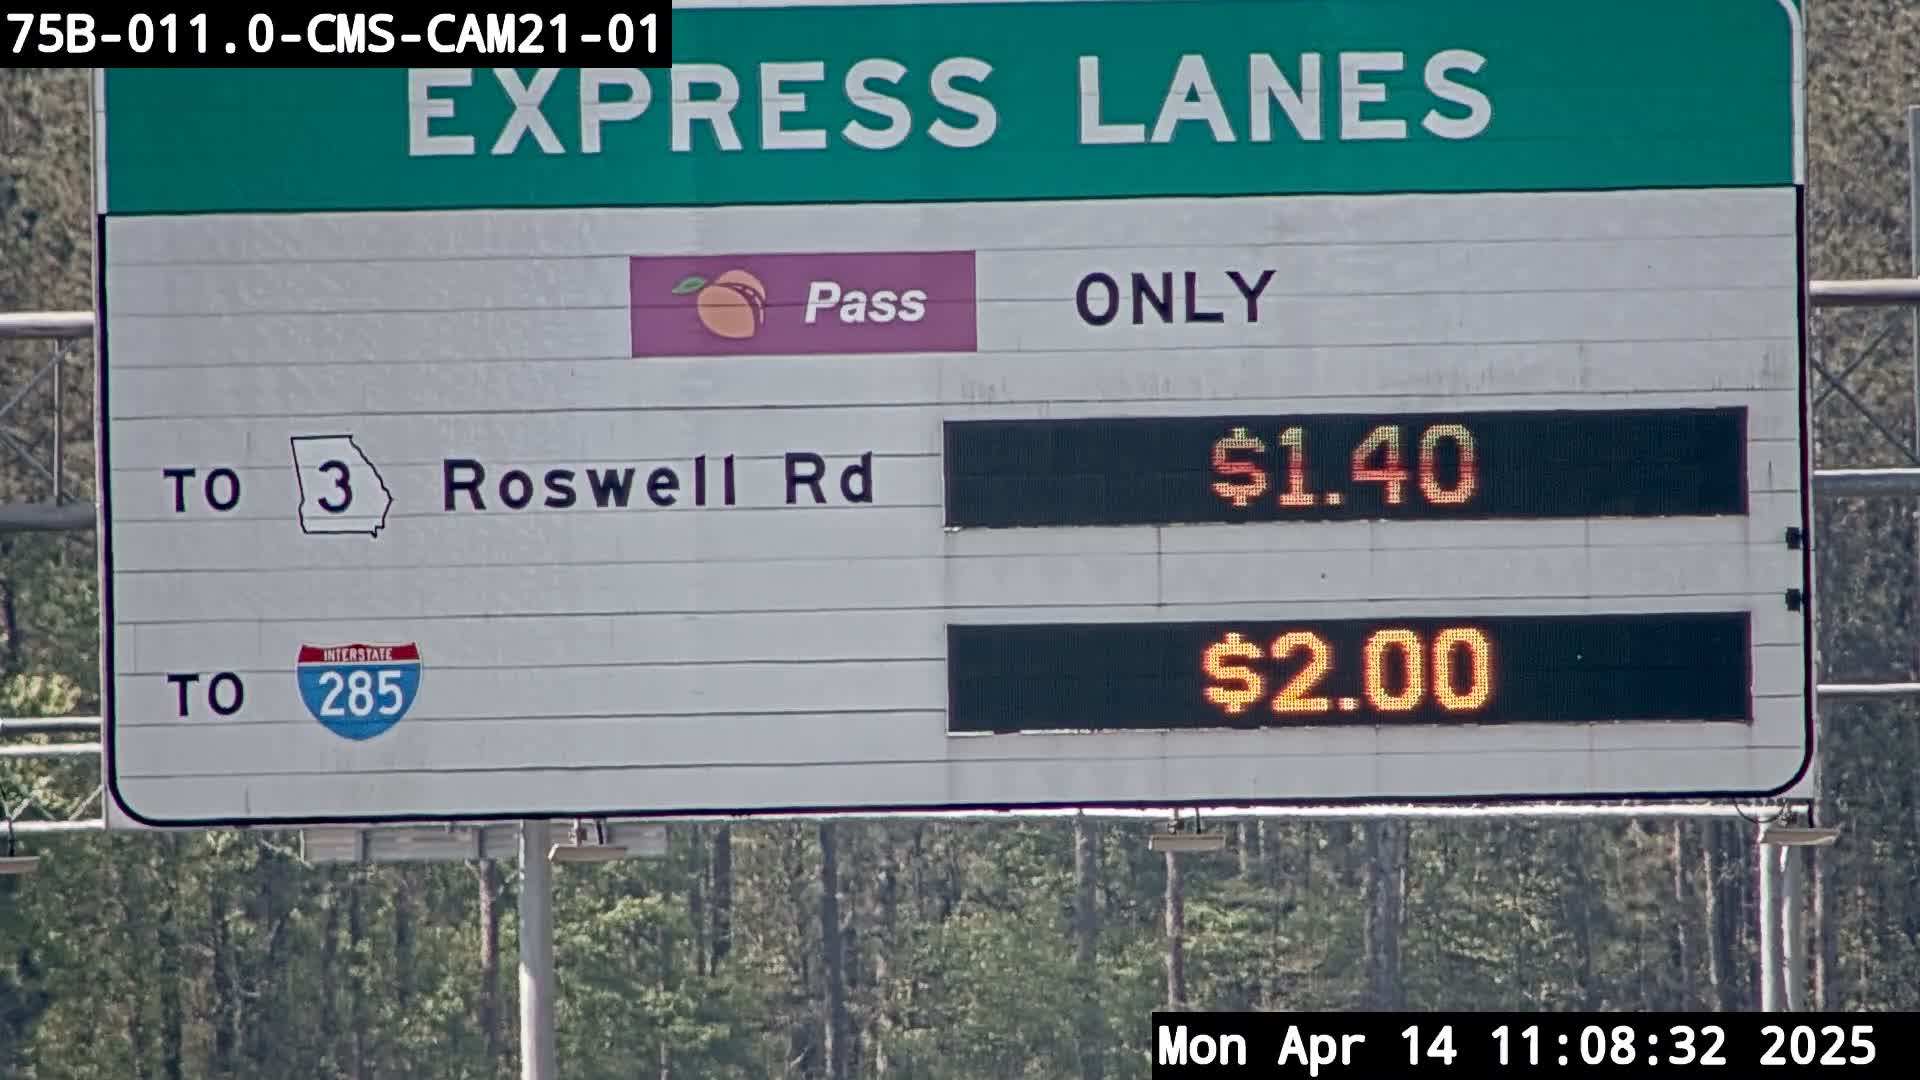 75B-011.0-CMS-CAM21-01
EXPRESS LANES
Pass ONLY
TO 3 Roswell Rd $1.40
TO INTERSTATE 285 $2.00
Mon Apr 14 11:08:32 2025